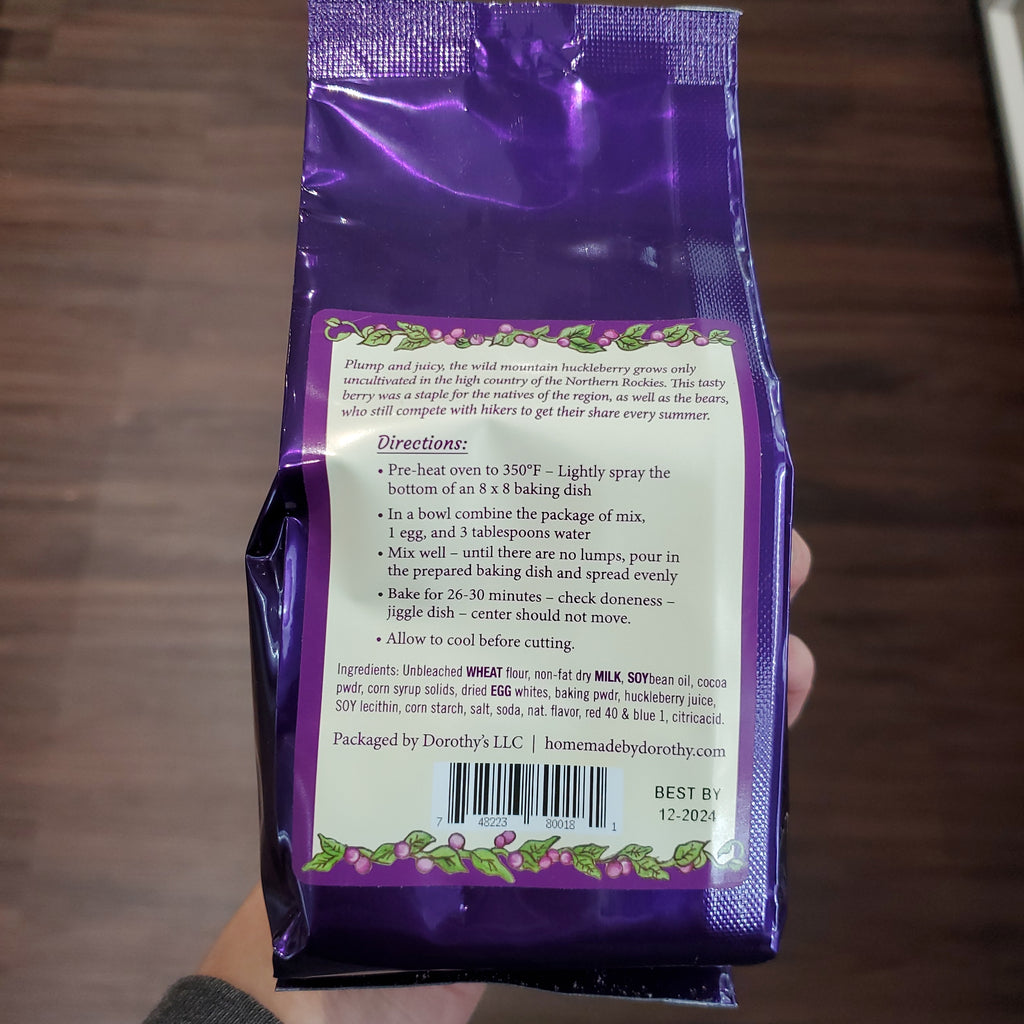 Plump and juicy, the wild mountain huckleberry grows only
uncultivated in the high country of the Northern Rockies. This tasty
berry was a staple for the natives of the region, as well as the bears,
who still compete with hikers to get their share every summer.
Directions:
• Pre-heat oven to 350°F – Lightly spray the
bottom of an 8 x 8 baking dish
• In a bowl combine the package of mix,
1 egg, and 3 tablespoons water
• Mix well – until there are no lumps, pour in
the prepared baking dish and spread evenly
• Bake for 26-30 minutes – check doneness –
jiggle dish – center should not move.
• Allow to cool before cutting.
Ingredients: Unbleached WHEAT flour, non-fat dry MILK, SOYbean oil, cocoa
pwdr, corn syrup solids, dried EGG whites, baking pwdr, huckleberry juice,
SOY lecithin, corn starch, salt, soda, nat. flavor, red 40 & blue 1, citricacid.
Packaged by Dorothy's LLC | homemadebydorothy.com
BEST BY
12-2024
7 48223 80018 1